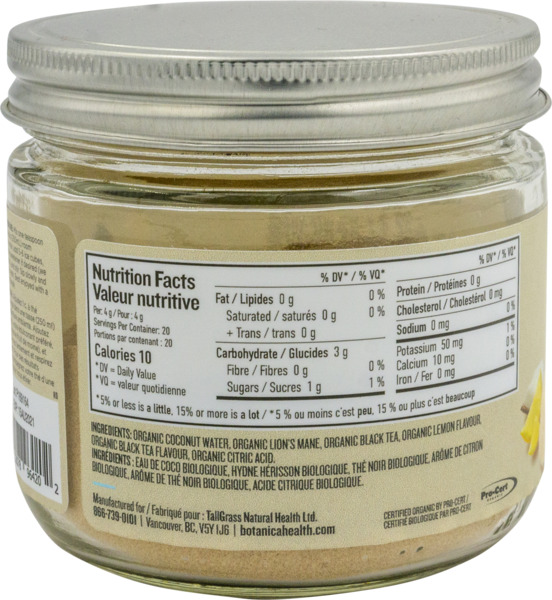 Nutrition Facts
Valeur nutritive
Per: 4 g / Pour : 4 g
Servings Per Container: 20
Portions par contenant : 20
Calories 10
*DV = Daily Value
*VQ = valeur quotidienne
% DV* / % VQ*
Fat / Lipides 0 g 0 %
Saturated / saturés 0 g 0 %
+ Trans / trans 0 g
Carbohydrate / Glucides 3 g
Fibre / Fibres 0 g 0 %
Sugars / Sucres 1 g 1 %
% DV* / % VQ*
Protein / Protéines 0 g
Cholesterol / Cholestérol 0 mg
Sodium 0 mg 0 %
Potassium 50 mg 1 %
Calcium 10 mg 0 %
Iron / Fer 0 mg
*5% or less is a little, 15% or more is a lot / *5 % ou moins c'est peu, 15 % ou plus c'est beaucoup
INGREDIENTS: ORGANIC COCONUT WATER, ORGANIC LION'S MANE, ORGANIC BLACK TEA, ORGANIC LEMON FLAVOUR,
ORGANIC BLACK TEA FLAVOUR, ORGANIC CITRIC ACID.
INGRÉDIENTS : EAU DE COCO BIOLOGIQUE, HYDNE HÉRISSON BIOLOGIQUE, THÉ NOIR BIOLOGIQUE, ARÔME DE CITRON
BIOLOGIQUE, ARÔME DE THÉ NOIR BIOLOGIQUE, ACIDE CITRIQUE BIOLOGIQUE.
Manufactured for / Fabriqué pour : TallGrass Natural Health Ltd.
866-739-0101 | Vancouver, BC, V5Y 1J6 | botanicahealth.com
CERTIFIED ORGANIC BY PRO-CERT /
CERTIFIÉ BIOLOGIQUE PAR PRO-CERT
Pro-Cert